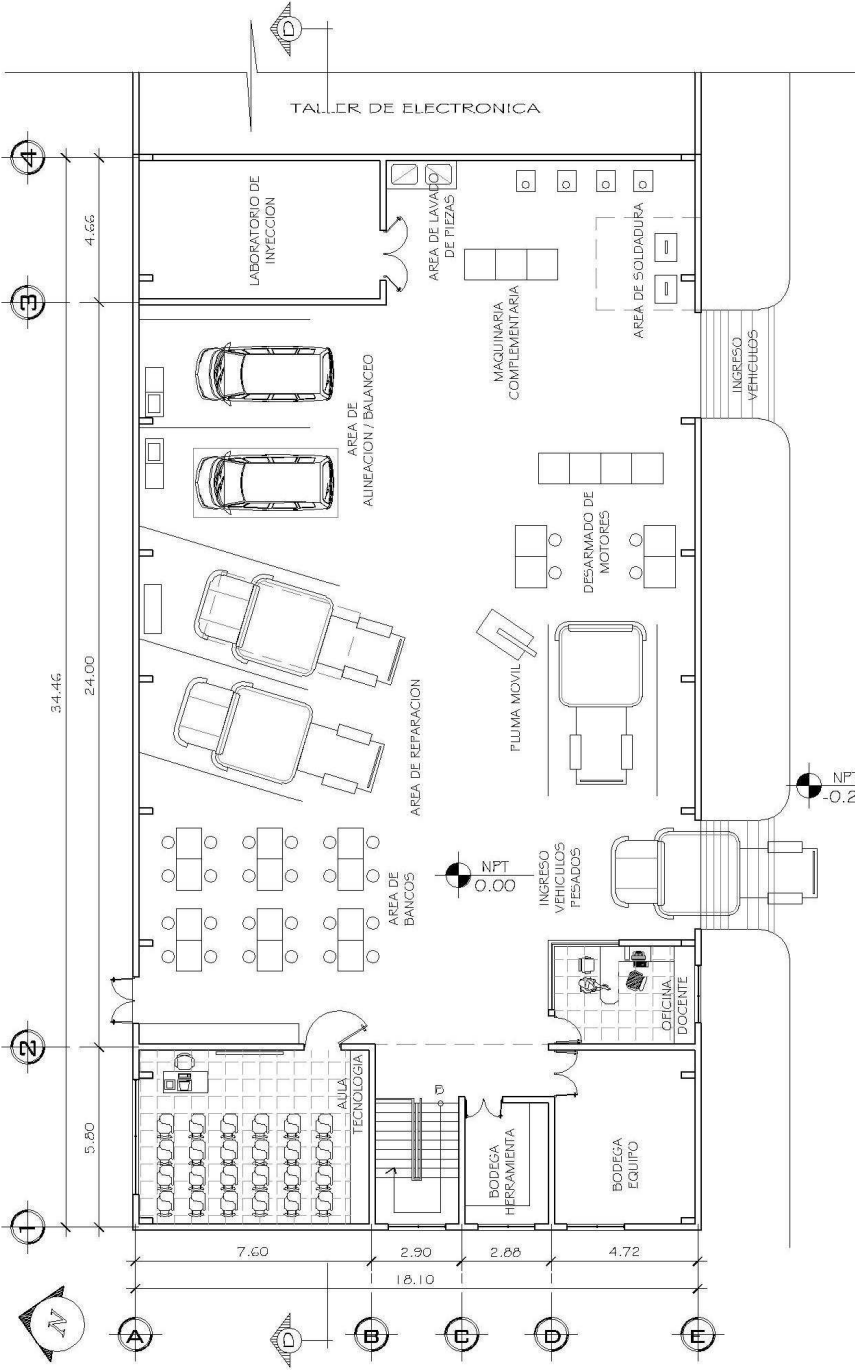 TALLER DE ELECTRONICA
D
4
3
2
1
34.46
4.66
24.00
5.80
LABORATORIO DE
INYECCION
AREA DE LAVADO
DE PIEZAS
MAQUINARIA
COMPLEMENTARIA
AREA DE SOLDADURA
INGRESO
VEHICULOS
AREA DE
ALINEACION / BALANCEO
DESARMADO DE
MOTORES
PLUMA MOVIL
AREA DE REPARACION
AREA DE
BANCOS
NPT
0.00
INGRESO
VEHICULOS
PESADOS
NPT
-0.2
OFICINA
DOCENTE
AULA
TECNOLOGIA
BODEGA
HERRAMIENTA
BODEGA
EQUIPO
7.60
2.90
2.88
4.72
18.10
N
A
D
B
C
D
E